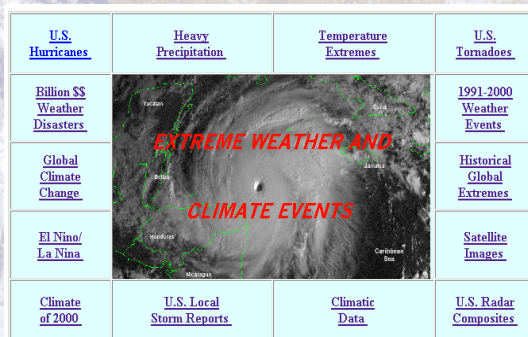 U.S.
Hurricanes
Heavy
Precipitation
Temperature
Extremes
U.S.
Tornadoes
Billion $$
Weather
Disasters
Yucatan
Cuba
1991-2000
Weather
Events
EXTREME WEATHER AND
Global
Climate
Change
Belize
Jamaica
Historical
Global
Extremes
CLIMATE EVENTS
El Nino/
La Nina
Honduras
Caribbean
Sea
Nicaragua
Satellite
Images
Climate
of 2000
U.S. Local
Storm Reports
Climatic
Data
U.S. Radar
Composites